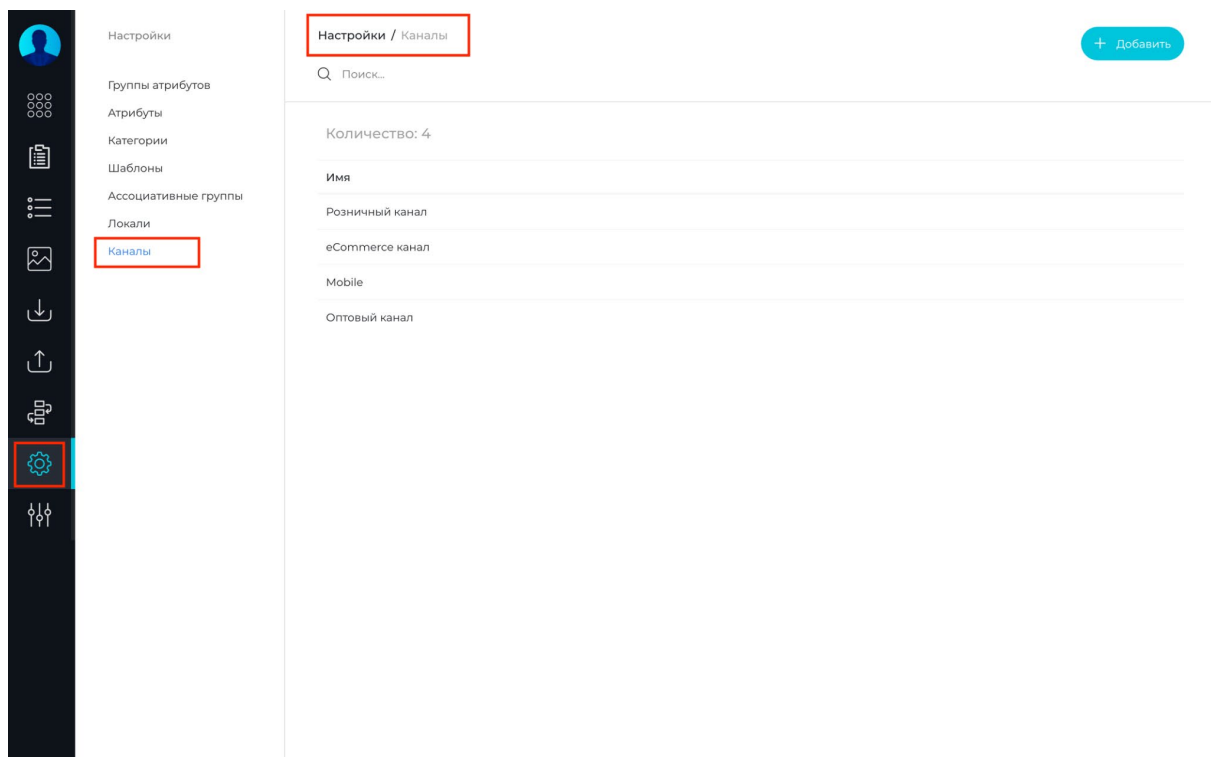 Настройки
Группы атрибутов
Атрибуты
Категории
Шаблоны
Ассоциативные группы
Локали
Каналы
Настройки / Каналы
+ Добавить
Поиск...
Количество: 4
Имя
Розничный канал
eCommerce канал
Mobile
Оптовый канал